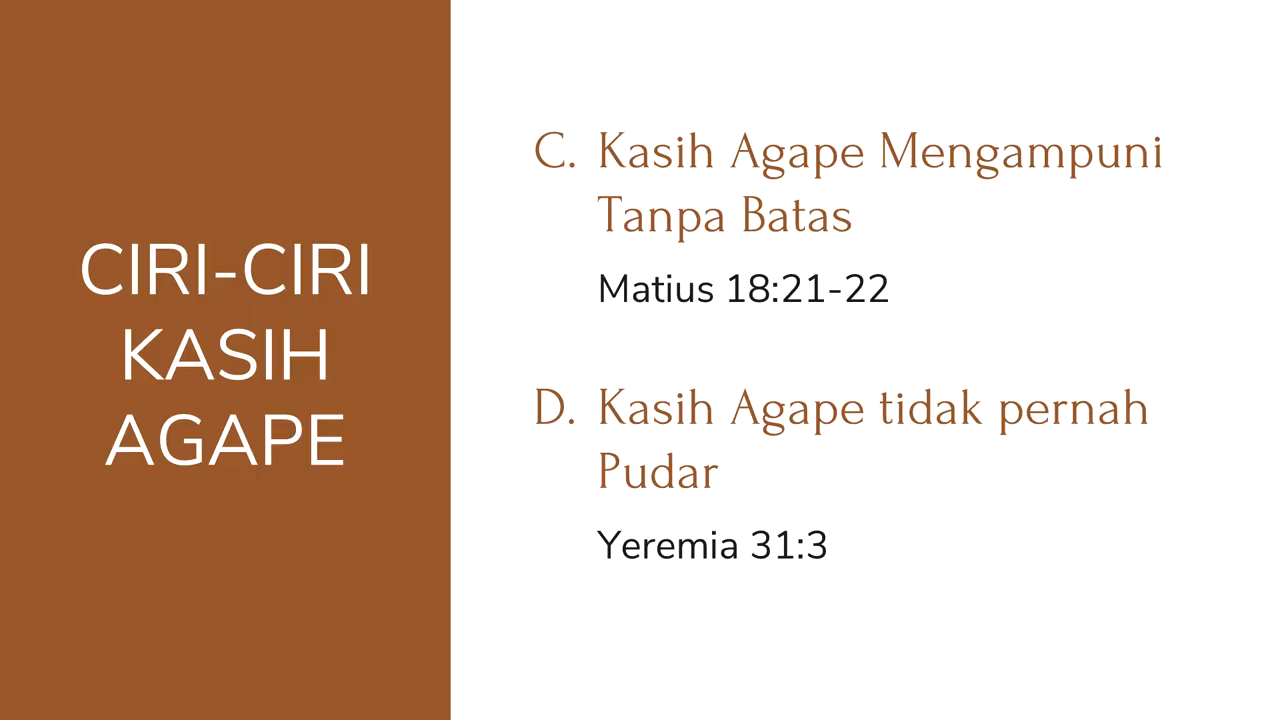 CIRI-CIRI
KASIH
AGAPE
C. Kasih Agape Mengampuni
Tanpa Batas
Matius 18:21-22
D. Kasih Agape tidak pernah
Pudar
Yeremia 31:3